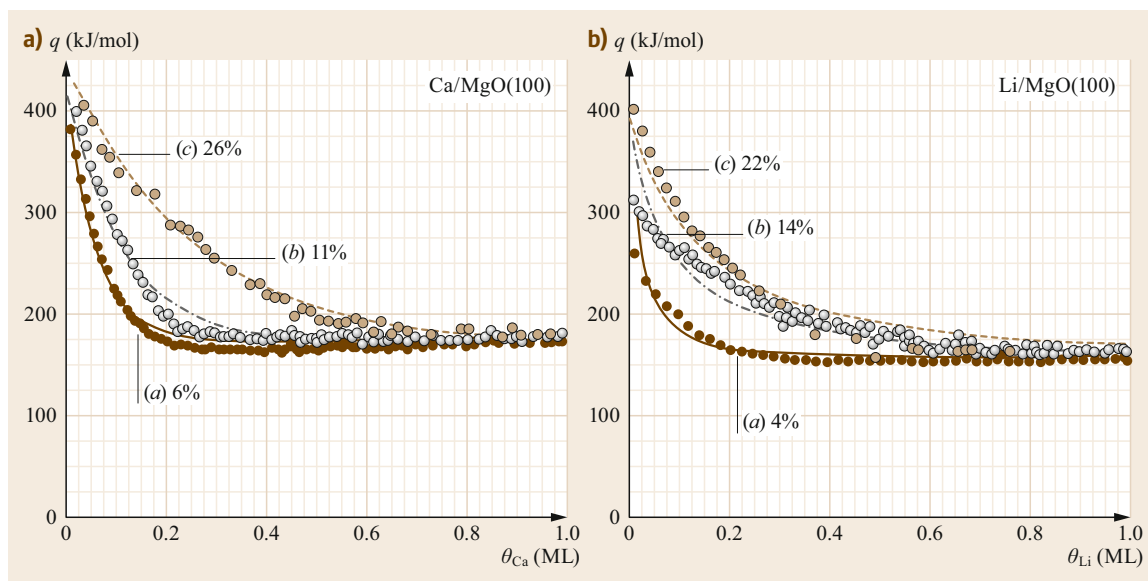 a) q (kJ/mol)
Ca/MgO(100)
400
300
200
100
0
(c) 26%
(b) 11%
(a) 6%
0 0.2 0.4 0.6 0.8 1.0
θCa (ML)
b) q (kJ/mol)
Li/MgO(100)
400
300
200
100
0
(c) 22%
(b) 14%
(a) 4%
0 0.2 0.4 0.6 0.8 1.0
θLi (ML)